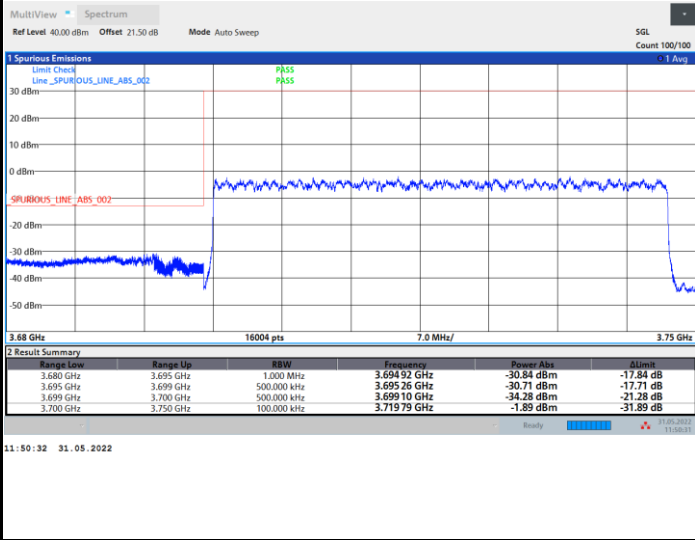 MultiView Spectrum
Ref Level 40.00 dBm Offset 21.50 dB Mode Auto Sweep SGL
Count 100/100
1 Spurious Emissions 1 Avg
Limit Check PASS
Line _SPURIOUS_LINE_ABS_002 PASS
30 dBm
20 dBm
10 dBm
0 dBm
_SPURIOUS_LINE_ABS_002
-20 dBm
-30 dBm
-40 dBm
-50 dBm
3.68 GHz 16004 pts 7.0 MHz/ 3.75 GHz
2 Result Summary
Range Low Range Up RBW Frequency Power Abs ΔLimit
3.680 GHz 3.695 GHz 1.000 MHz 3.694 92 GHz -30.84 dBm -17.84 dB
3.695 GHz 3.699 GHz 500.000 kHz 3.695 26 GHz -30.71 dBm -17.71 dB
3.699 GHz 3.700 GHz 500.000 kHz 3.699 10 GHz -34.28 dBm -21.28 dB
3.700 GHz 3.750 GHz 100.000 kHz 3.719 79 GHz -1.89 dBm -31.89 dB
Ready 31.05.2022
11:50:31
11:50:32 31.05.2022